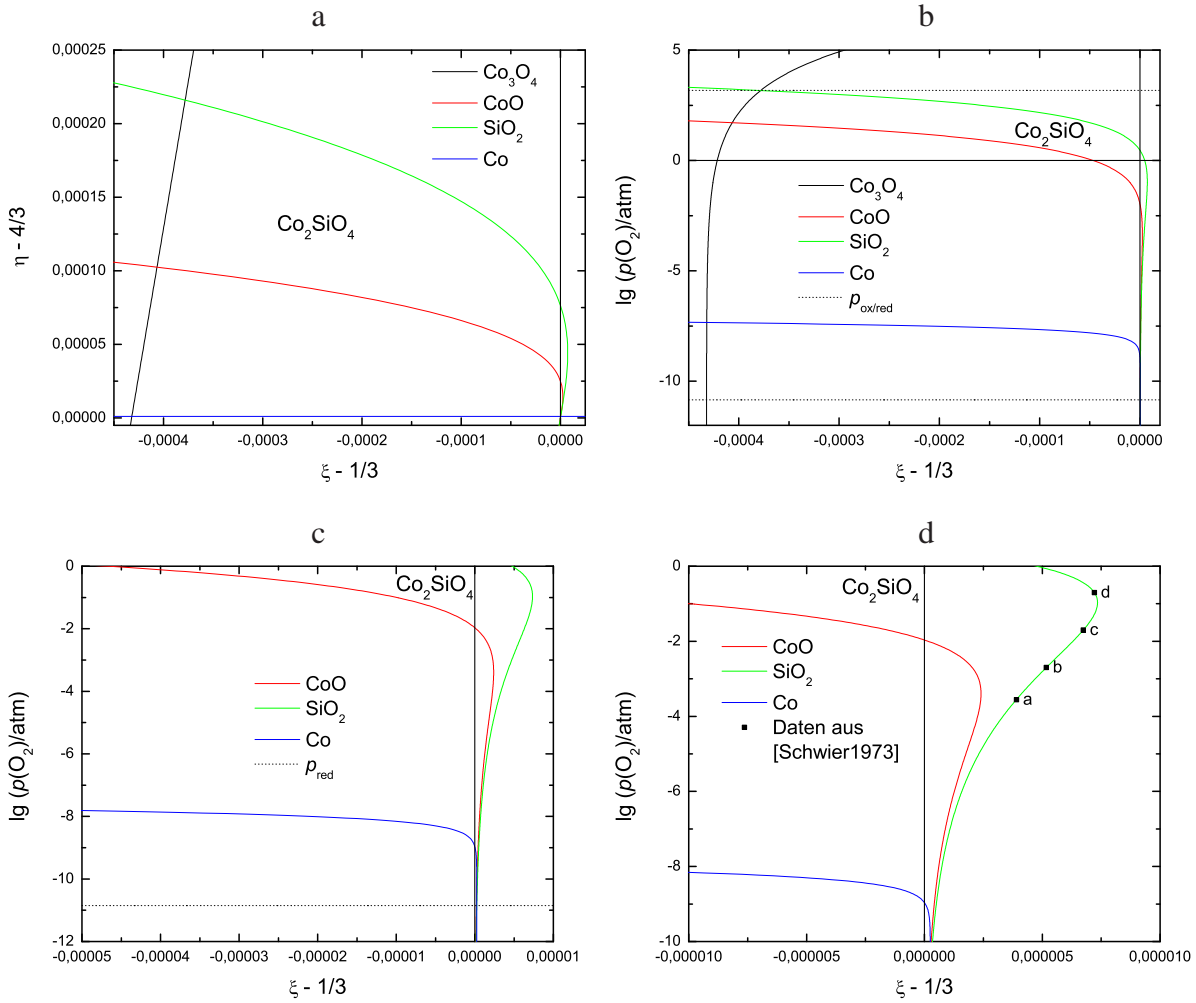 a
0,00025
0,00020
0,00015
0,00010
0,00005
0,00000
η - 4/3
Co₃O₄
CoO
SiO₂
Co
Co₂SiO₄
-0,0004 -0,0003 -0,0002 -0,0001 0,0000
ξ - 1/3
b
5
0
-5
-10
lg (p(O₂)/atm)
Co₂SiO₄
Co₃O₄
CoO
SiO₂
Co
pox/red
-0,0004 -0,0003 -0,0002 -0,0001 0,0000
ξ - 1/3
c
0
-2
-4
-6
-8
-10
-12
lg (p(O₂)/atm)
Co₂SiO₄
CoO
SiO₂
Co
pred
-0,00005 -0,00004 -0,00003 -0,00002 -0,00001 0,00000 0,00001
ξ - 1/3
d
0
-2
-4
-6
-8
-10
lg (p(O₂)/atm)
Co₂SiO₄
d
c
b
a
CoO
SiO₂
Co
Daten aus
[Schwier1973]
-0,000010 -0,000005 0,000000 0,000005 0,000010
ξ - 1/3